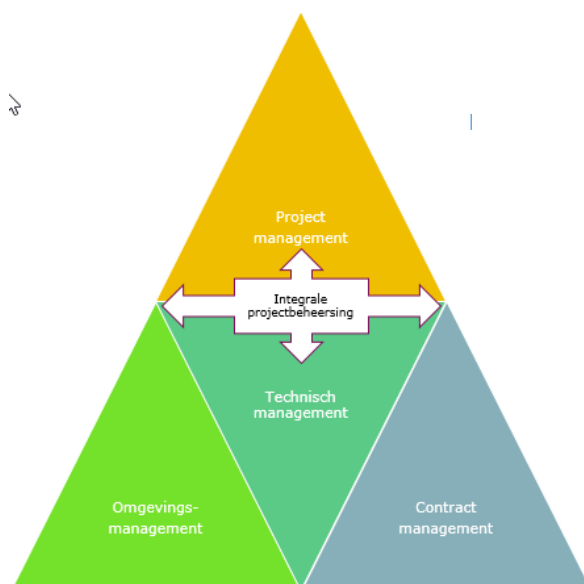 Project
management
Integrale
projectbeheersing
Technisch
management
Omgevings-
management
Contract
management